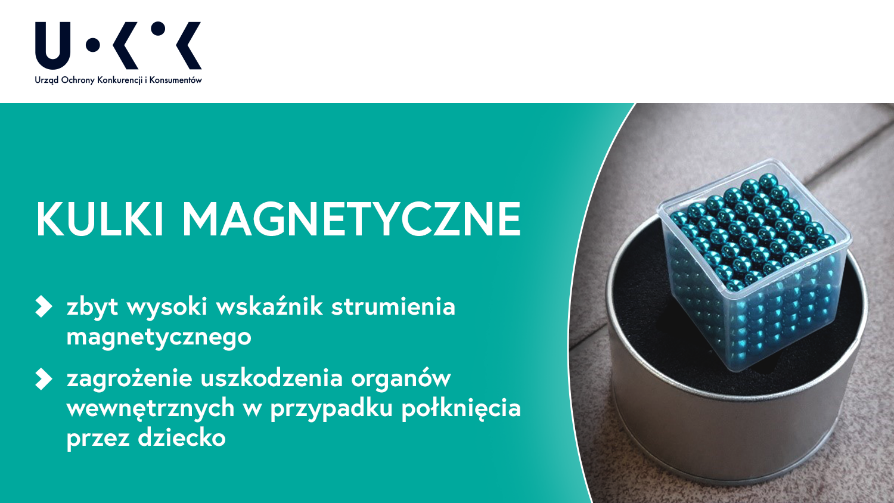 UOKiK
Urząd Ochrony Konkurencji i Konsumentów
KULKI MAGNETYCZNE
zbyt wysoki wskaźnik strumienia
magnetycznego
zagrożenie uszkodzenia organów
wewnętrznych w przypadku połknięcia
przez dziecko